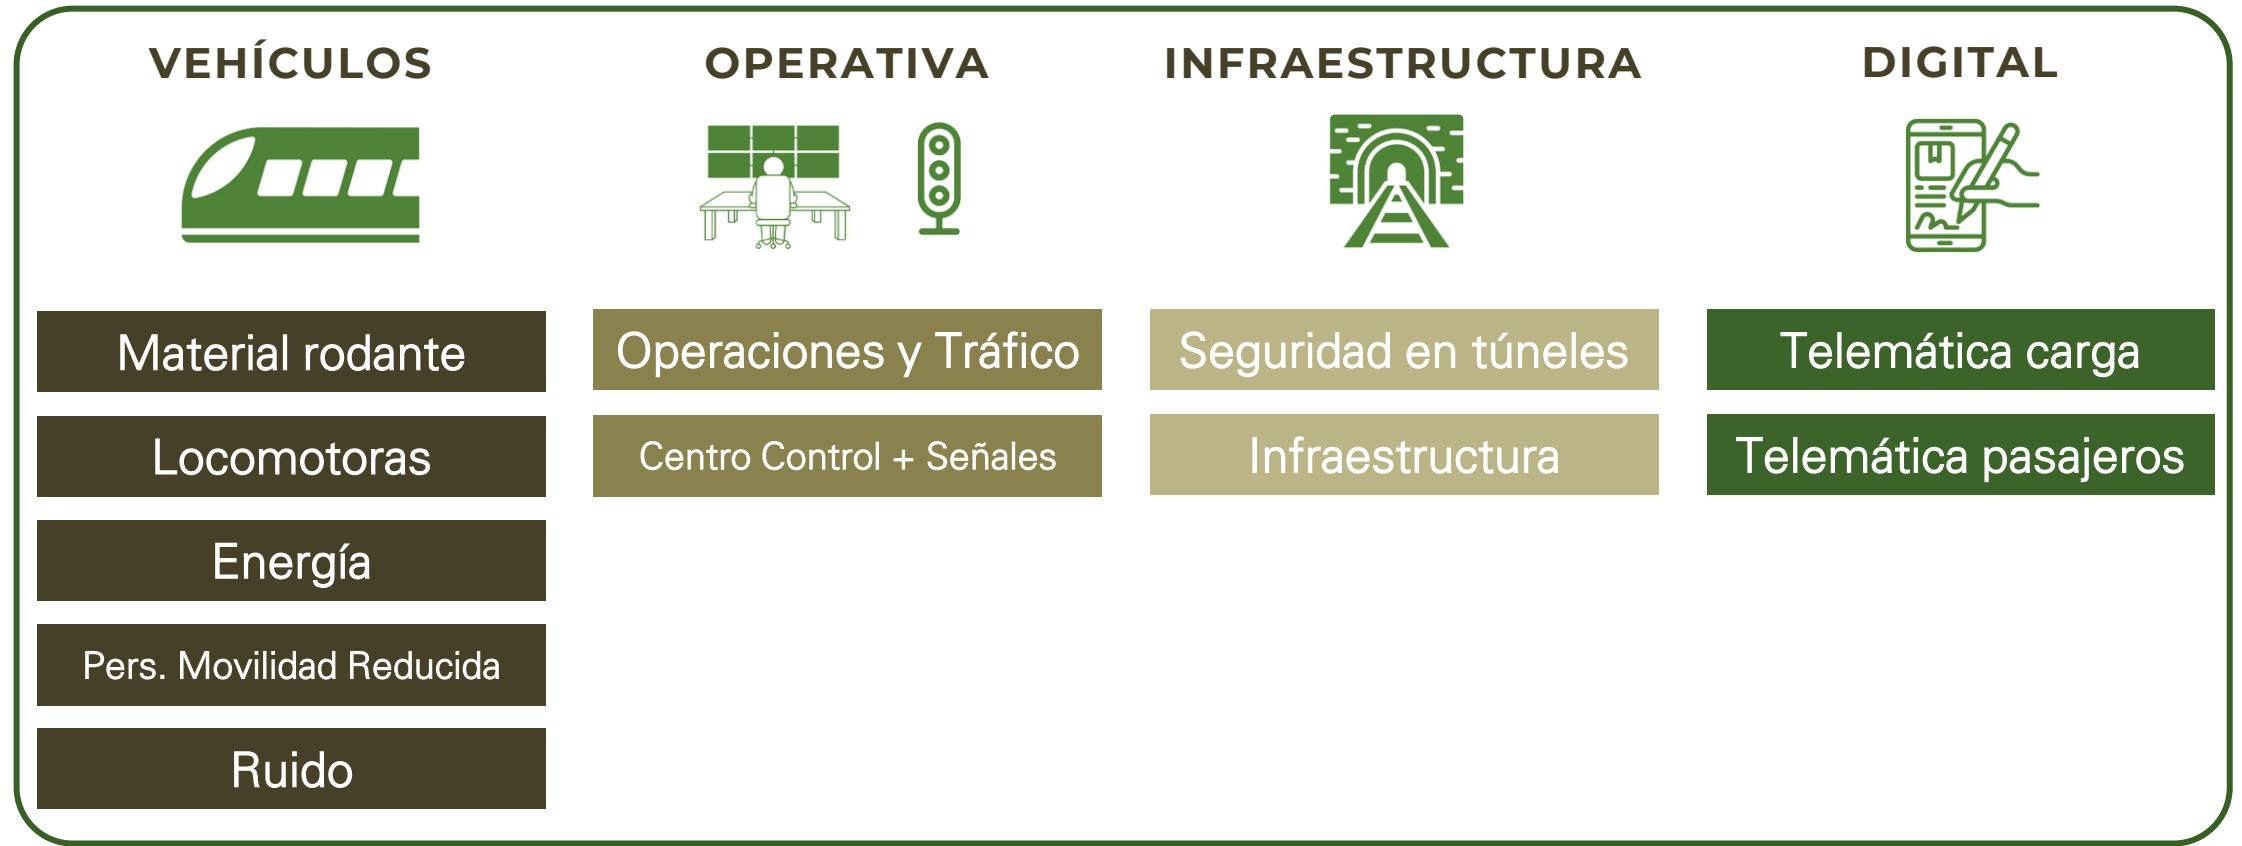 VEHÍCULOS
Material rodante
Locomotoras
Energía
Pers. Movilidad Reducida
Ruido
OPERATIVA
Operaciones y Tráfico
Centro Control + Señales
INFRAESTRUCTURA
Seguridad en túneles
Infraestructura
DIGITAL
Telemática carga
Telemática pasajeros